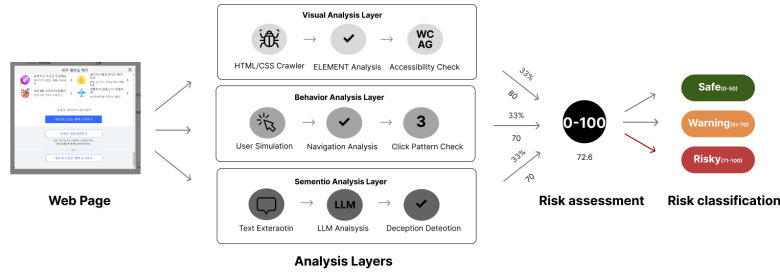 Web Page
Visual Analysis Layer
WC
AG
HTML/CSS Crawler
ELEMENT Analysis
Accessibility Check
Behavior Analysis Layer
3
User Simulation
Navigation Analysis
Click Pattern Check
Sementio Analysis Layer
LLM
Text Exteraotin
LLM Analsysis
Deception Deteotion
Analysis Layers
33%
80
33%
70
33%
70
0-100
72.6
Risk assessment
Safe(0-50)
Warning(51-70)
Risky(71-100)
Risk classification